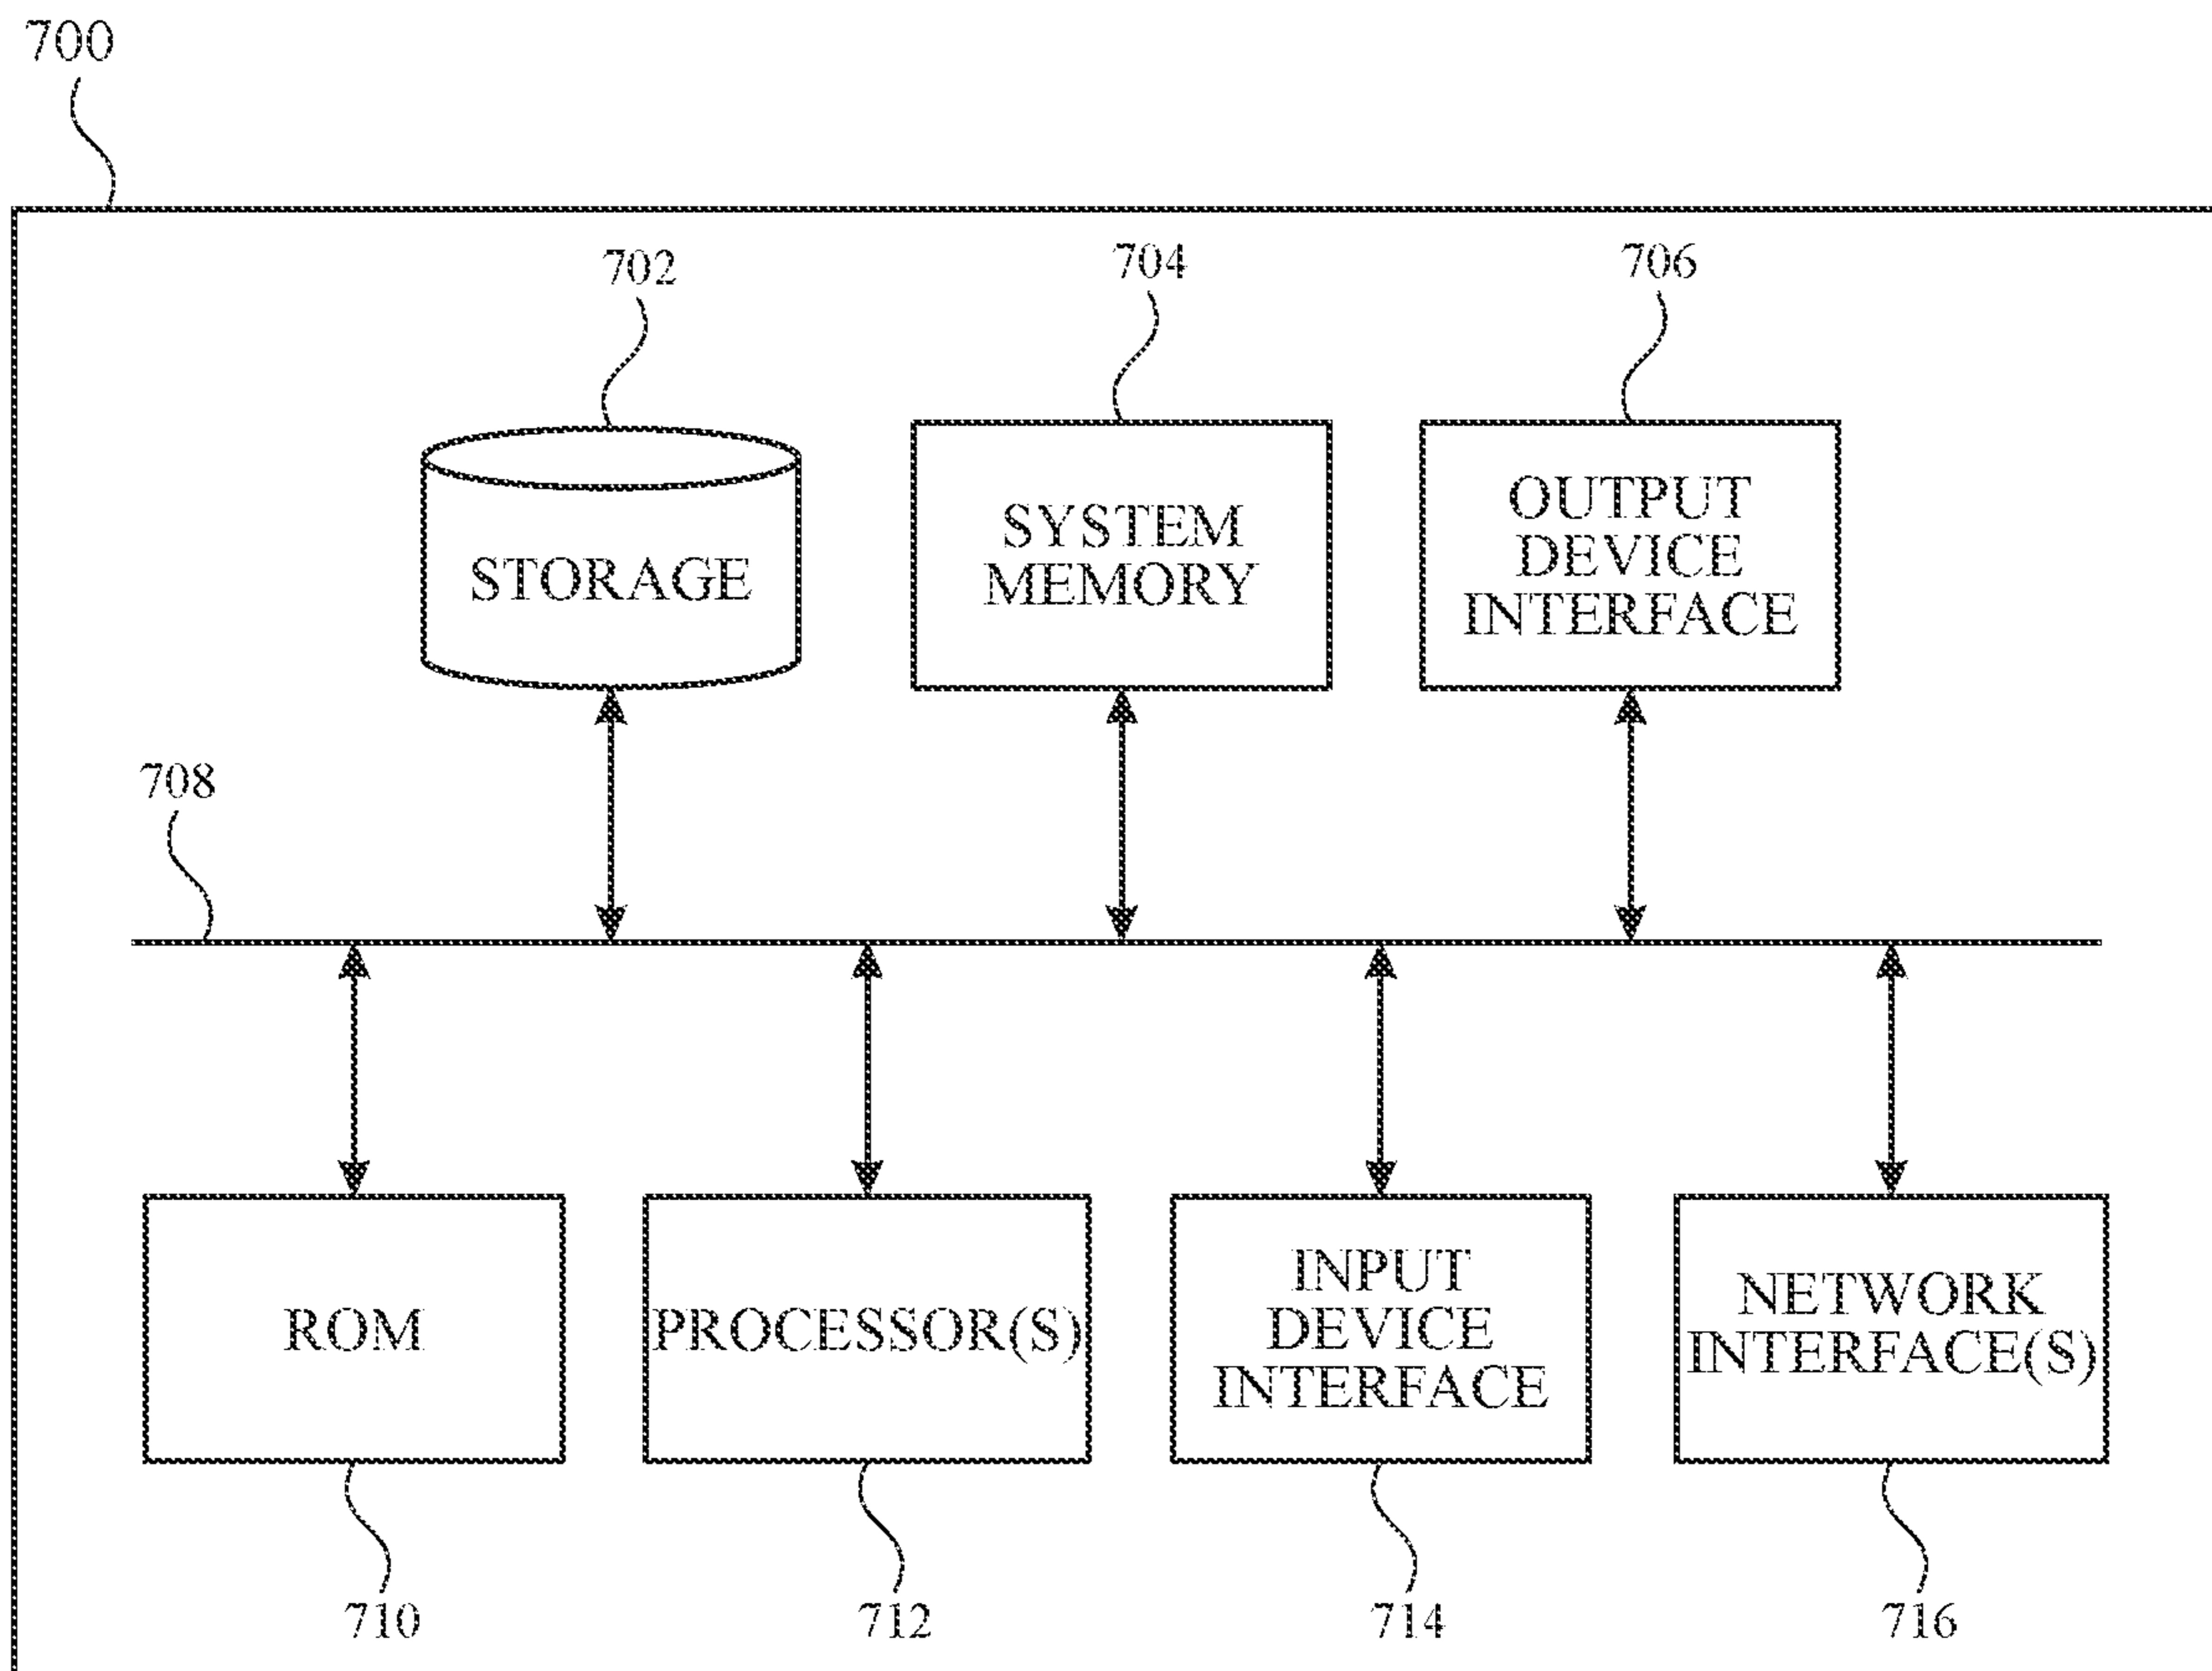 700
702
704
706
STORAGE
SYSTEM
MEMORY
OUTPUT
DEVICE
INTERFACE
708
ROM
PROCESSOR(S)
INPUT
DEVICE
INTERFACE
NETWORK
INTERFACE(S)
710
712
714
716